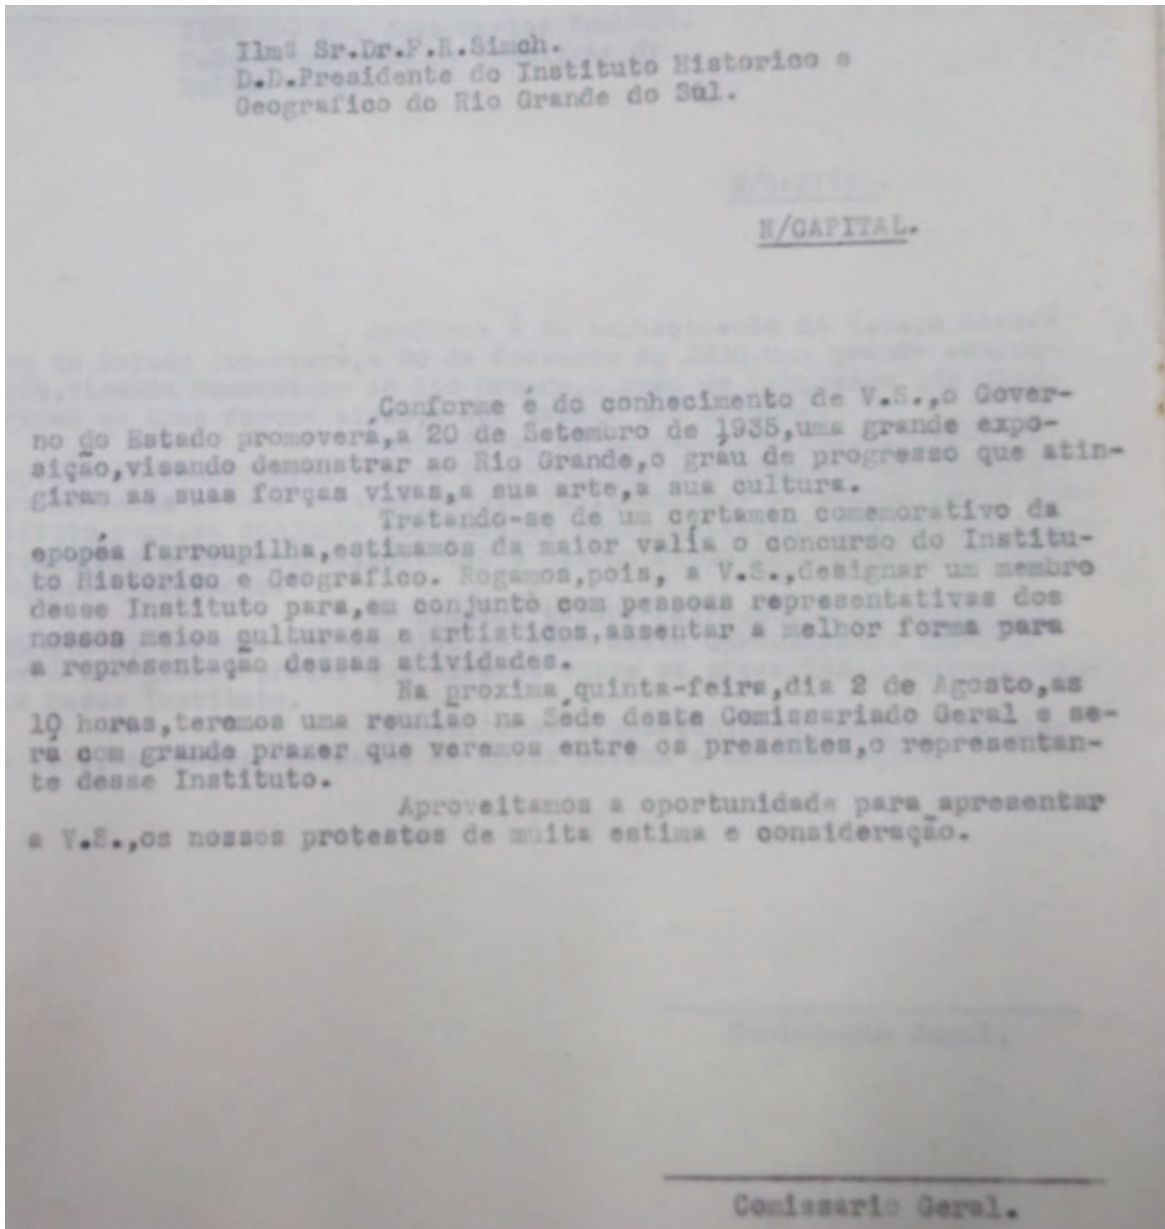 Ilmº Sr.Dr.F.R.Simch.
D.D.Presidente do Instituto Historico e
Geografico do Rio Grande do Sul.
N/CAPITAL.
Conforme é do conhecimento de V.S.,o Gover-
no do Estado promoverá,a 20 de Setembro de 1935,uma grande expo-
sição,visando demonstrar ao Rio Grande,o gráu de progresso que atin-
giram as suas forças vivas,a sua arte,a sua cultura.
Tratando-se de um certamen comemorativo da
epopéa farroupilha,estimamos da maior valía o concurso do Institu-
to Historico e Geografico. Rogamos,pois, a V.S.,designar um membro
desse Instituto para,em conjunto com pessoas representativas dos
nossos meios culturaes e artisticos,assentar a melhor forma para
a representação dessas atividades.
Na proxima quinta-feira,dia 2 de Agosto,as
10 horas,teremos uma reunião na Séde deste Comissariado Geral e se-
rá com grande prazer que veremos entre os presentes,o representan-
te desse Instituto.
Aproveitamos a oportunidade para apresentar
a V.S.,os nossos protestos de muita estima e consideração.
Comissario Geral.